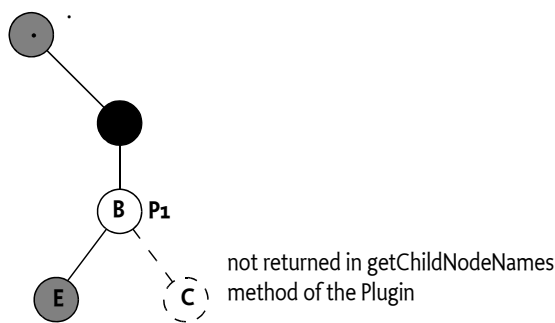 .
B P1
not returned in getChildNodeNames
E C method of the Plugin